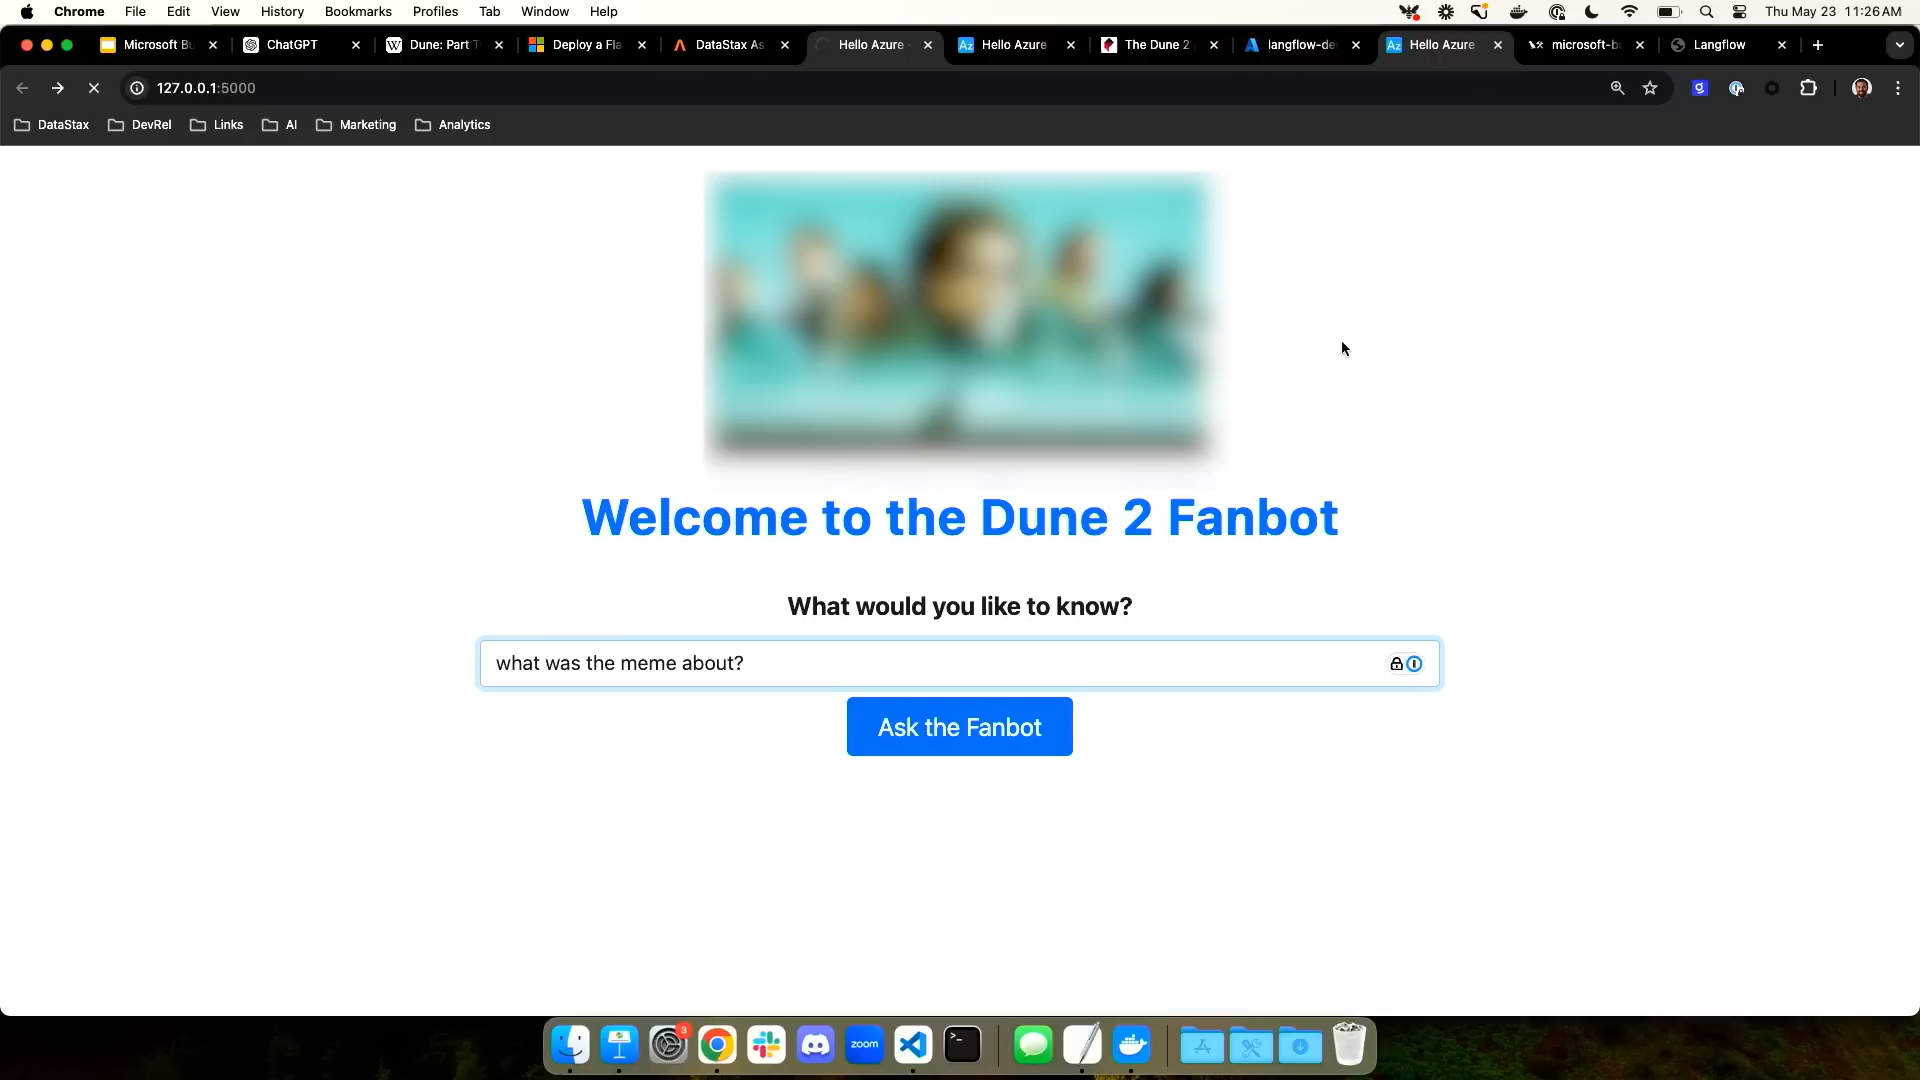 Chrome File Edit View History Bookmarks Profiles Tab Window Help Thu May 23 11:26 AM
Microsoft Bu ChatGPT Dune: Part T Deploy a Fla DataStax As Hello Azure - Hello Azure The Dune 2 langflow-de Hello Azure microsoft-bu Langflow
127.0.0.1:5000
DataStax DevRel Links AI Marketing Analytics
Welcome to the Dune 2 Fanbot
What would you like to know?
what was the meme about?
Ask the Fanbot
3
zoom